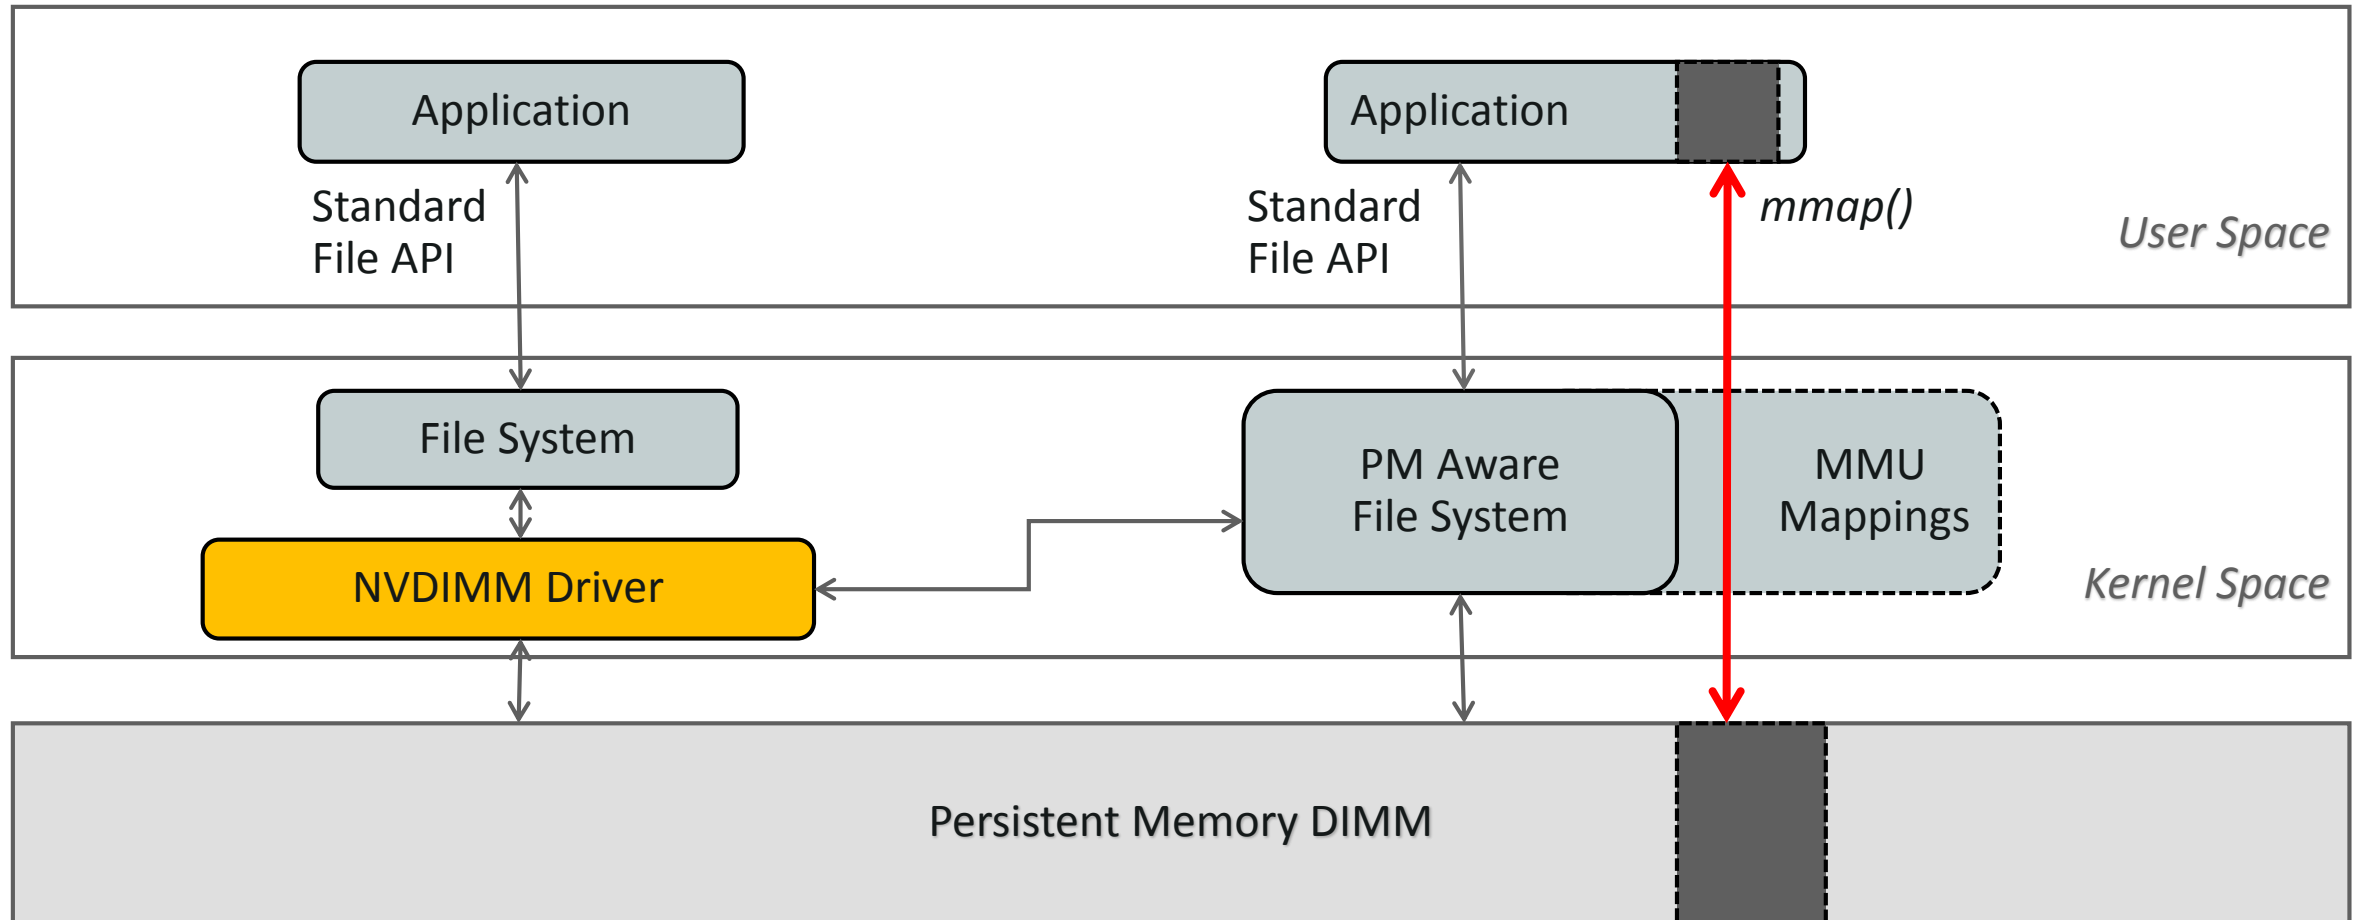 Application
Application
Standard
File API
Standard
File API
mmap()
User Space
File System
PM Aware
File System
MMU
Mappings
NVDIMM Driver
Kernel Space
Persistent Memory DIMM